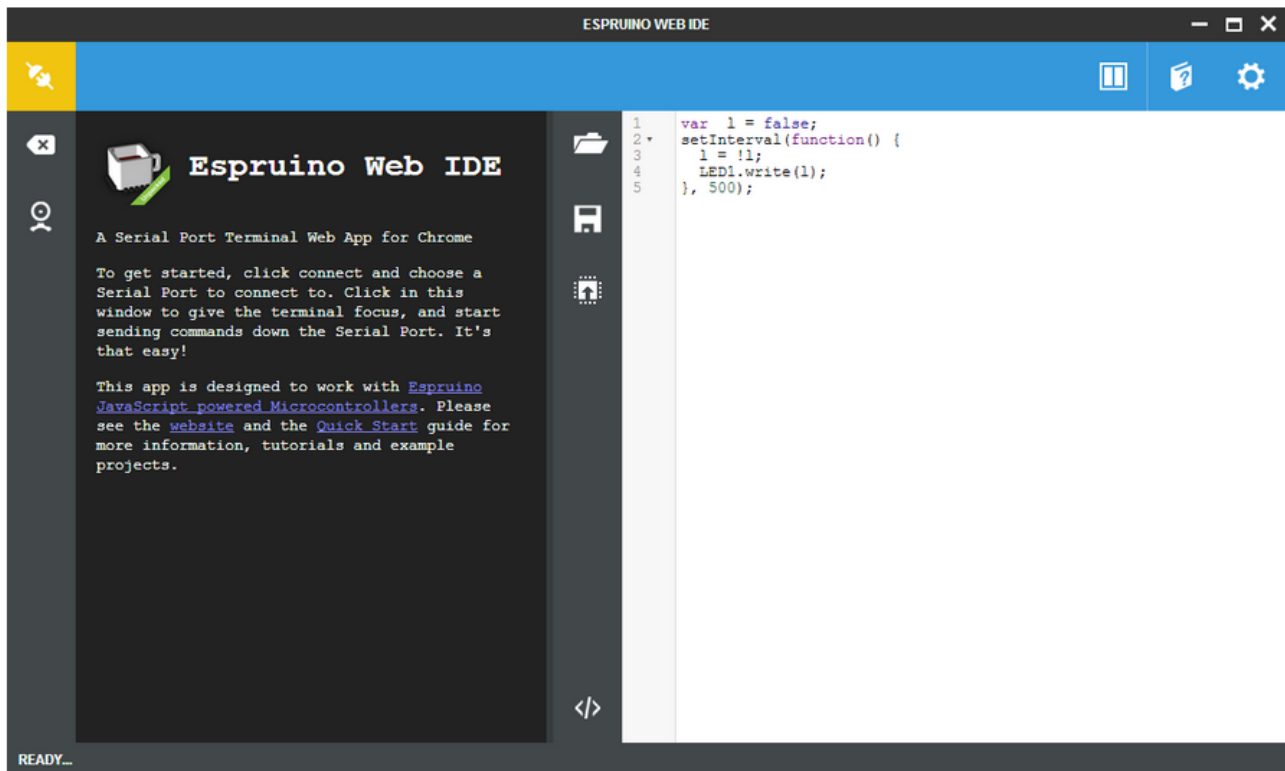 ESPRUINO WEB IDE
Espruino Web IDE
A Serial Port Terminal Web App for Chrome
To get started, click connect and choose a
Serial Port to connect to. Click in this
window to give the terminal focus, and start
sending commands down the Serial Port. It's
that easy!
This app is designed to work with Espruino
JavaScript powered Microcontrollers. Please
see the website and the Quick Start guide for
more information, tutorials and example
projects.
</>
1 var  l = false;
2 setInterval(function() {
3   l = !l;
4   LED1.write(l);
5 }, 500);
READY...